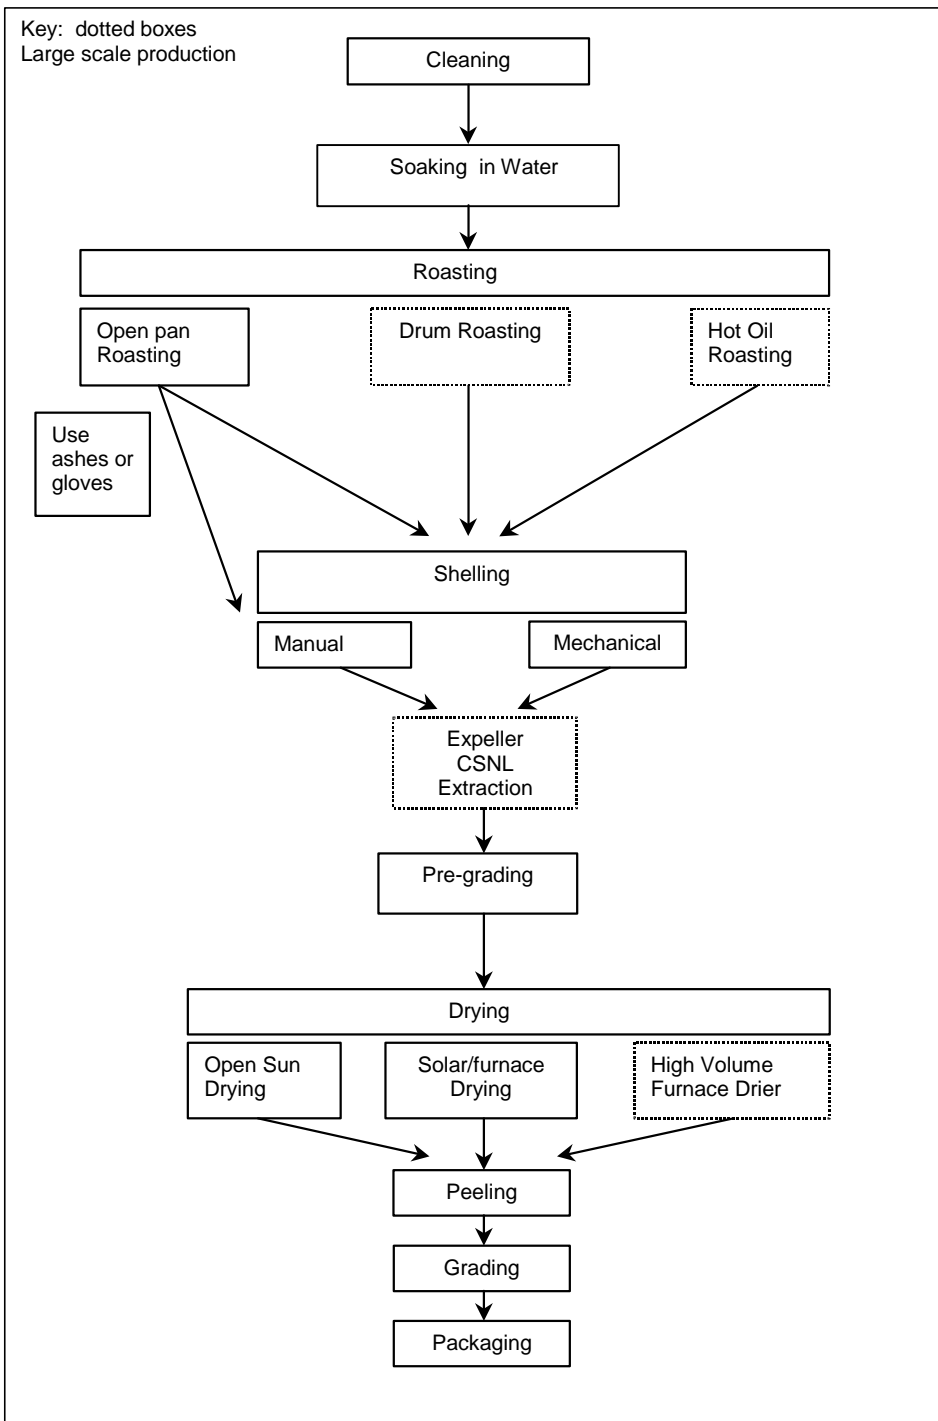 Key:  dotted boxes
Large scale production
Cleaning
Soaking  in Water
Roasting
Open pan
Roasting
Drum Roasting
Hot Oil
Roasting
Use
ashes or
gloves
Shelling
Manual
Mechanical
Expeller
CSNL
Extraction
Pre-grading
Drying
Open Sun
Drying
Solar/furnace
Drying
High Volume
Furnace Drier
Peeling
Grading
Packaging